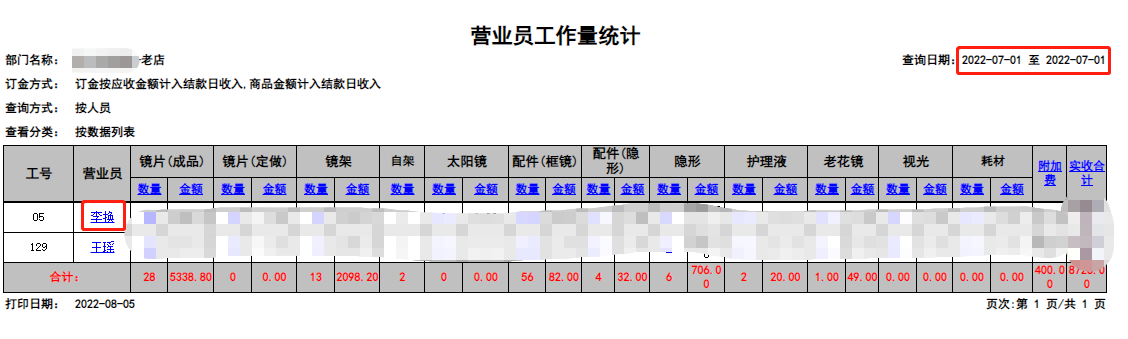 营业员工作量统计
部门名称: 老店 查询日期: 2022-07-01 至 2022-07-01
订金方式: 订金按应收金额计入结款日收入,商品金额计入结款日收入
查询方式: 按人员
查看分类: 按数据列表
工号 营业员 镜片(成品) 镜片(定做) 镜架 自架 太阳镜 配件(框镜) 配件(隐形) 隐形 护理液 老花镜 视光 耗材 附加费 实收合计
数量 金额 数量 金额 数量 金额 数量 数量 金额 数量 金额 数量 金额 数量 金额 数量 金额 数量 金额 数量 金额 数量 金额
05 李换
129 王瑶
合计: 28 5338.80 0 0.00 13 2098.20 2 0 0.00 56 82.00 4 32.00 6 706.00 2 20.00 1.00 49.00 0.00 0.00 0.00 0.00 400.00
打印日期: 2022-08-05 页次:第 1 页/共 1 页